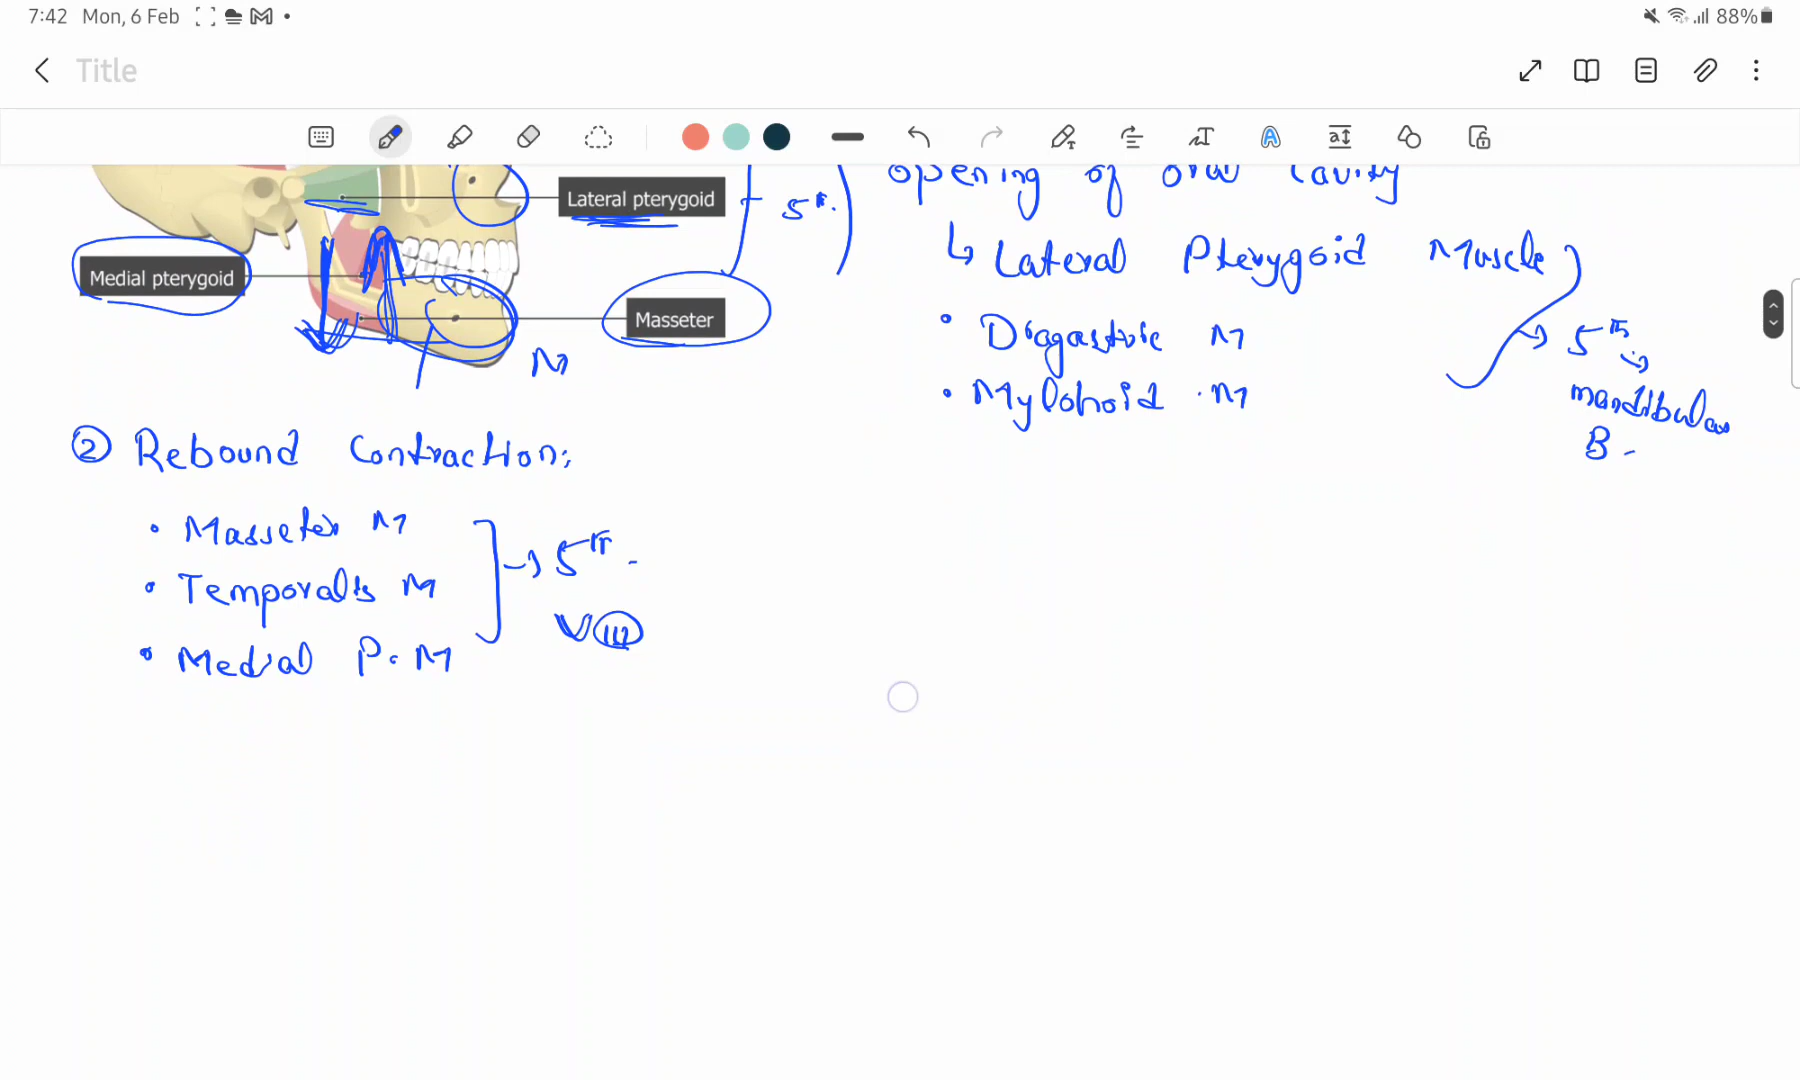 7:42 Mon, 6 Feb
88%
Title
Lateral pterygoid
5th.
Medial pterygoid
Masseter
M
opening of oral cavity
↳ Lateral Pterygoid Muscle
• Diagastric M
• Mylohoid . M
→ 5th
mandibular
B -
② Rebound Contraction:
• Masseter M
• Temporalis M
• Medial P. M
→ 5th -
VIII